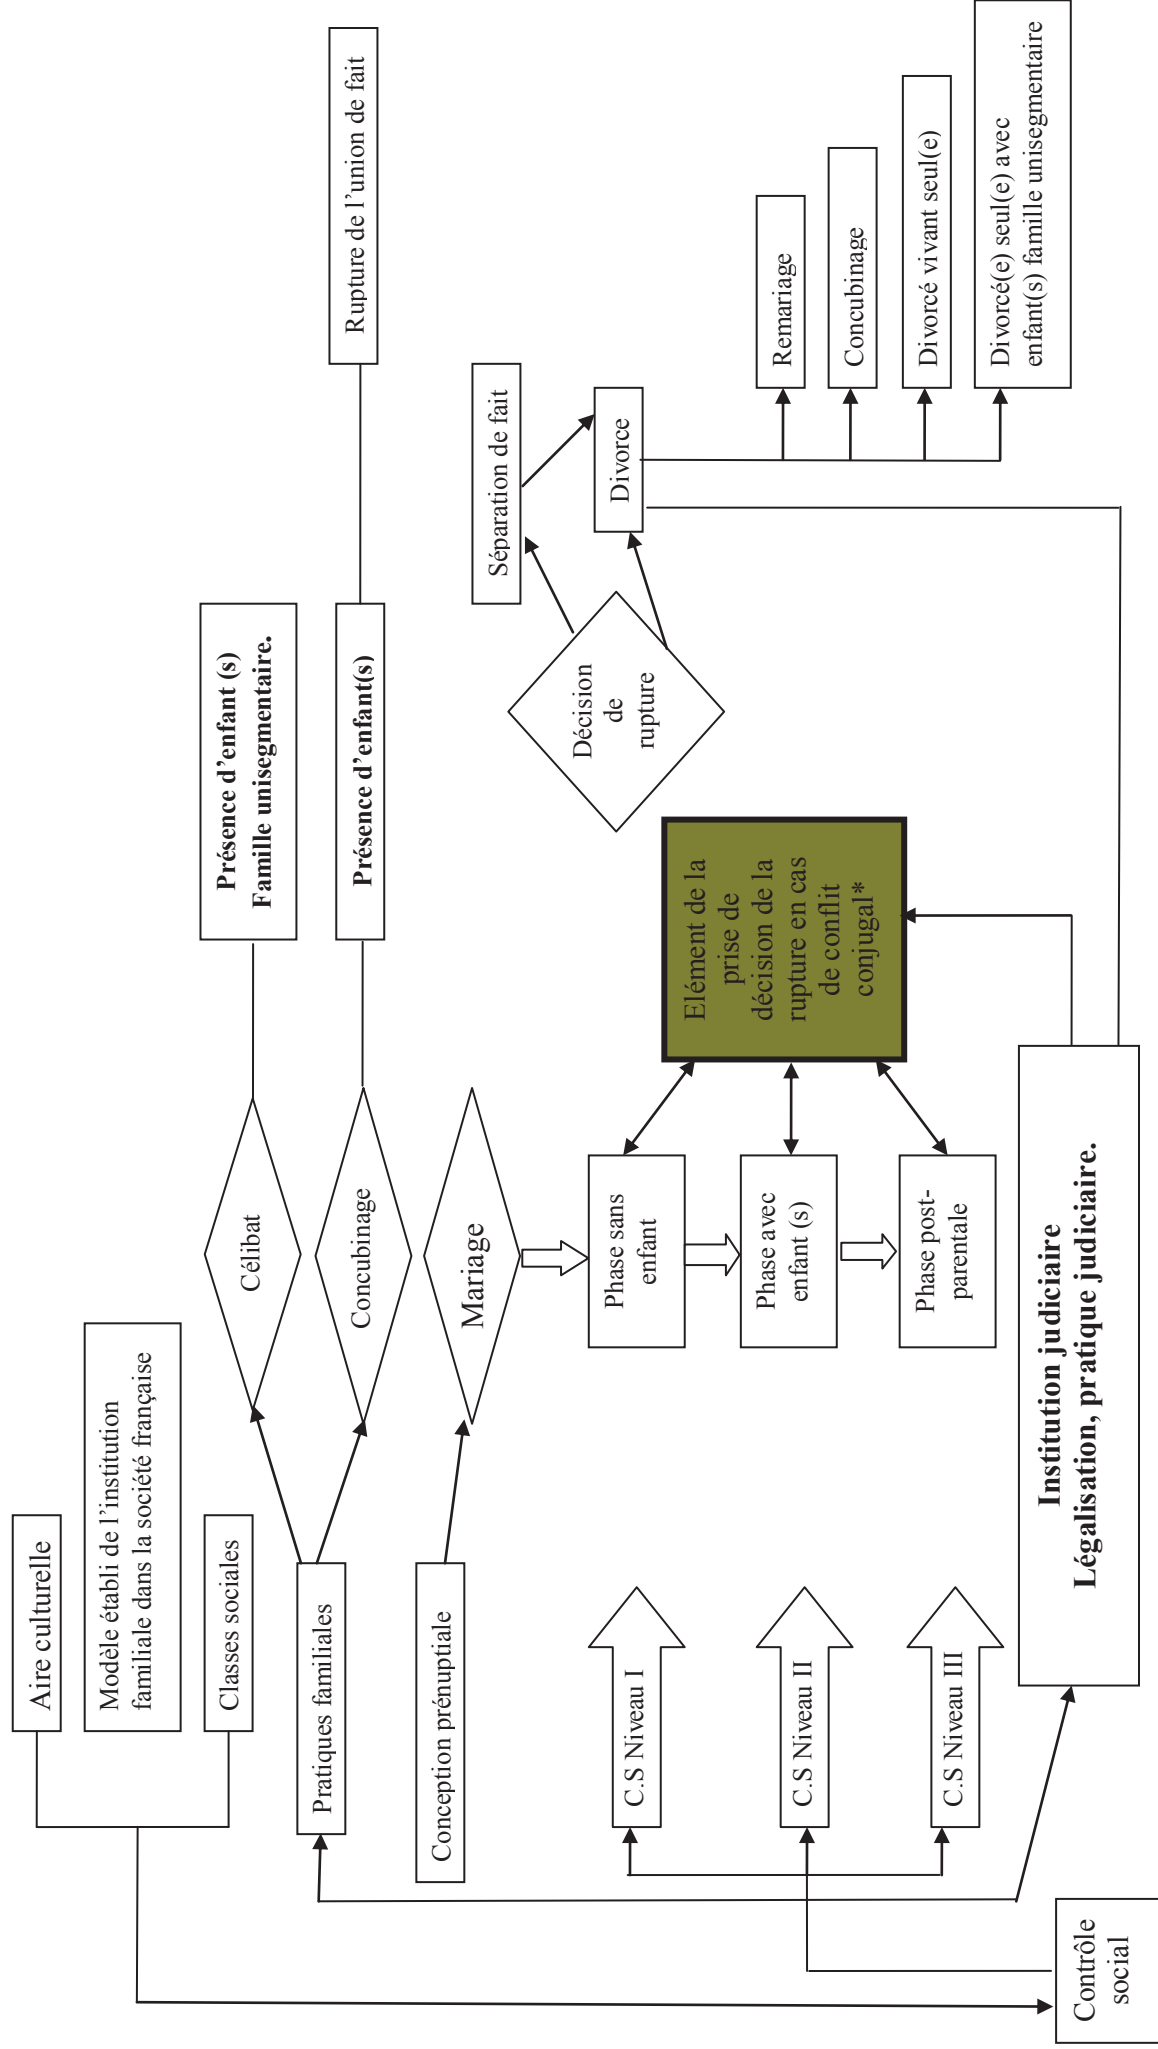 Aire culturelle
Modèle établi de l'institution
familiale dans la société française
Classes sociales
Pratiques familiales
Conception prénuptiale
C.S Niveau I
C.S Niveau II
C.S Niveau III
Contrôle
social
Célibat
Concubinage
Mariage
Phase sans
enfant
Phase avec
enfant (s)
Phase post-
parentale
Institution judiciaire
Légalisation, pratique judiciaire.
Présence d'enfant (s)
Famille unisegmentaire.
Présence d'enfant(s)
Elément de la
prise de
décision de la
rupture en cas
de conflit
conjugal*
Décision
de
rupture
Rupture de l'union de fait
Séparation de fait
Divorce
Remariage
Concubinage
Divorcé vivant seul(e)
Divorcé(e) seul(e) avec
enfant(s) famille unisegmentaire